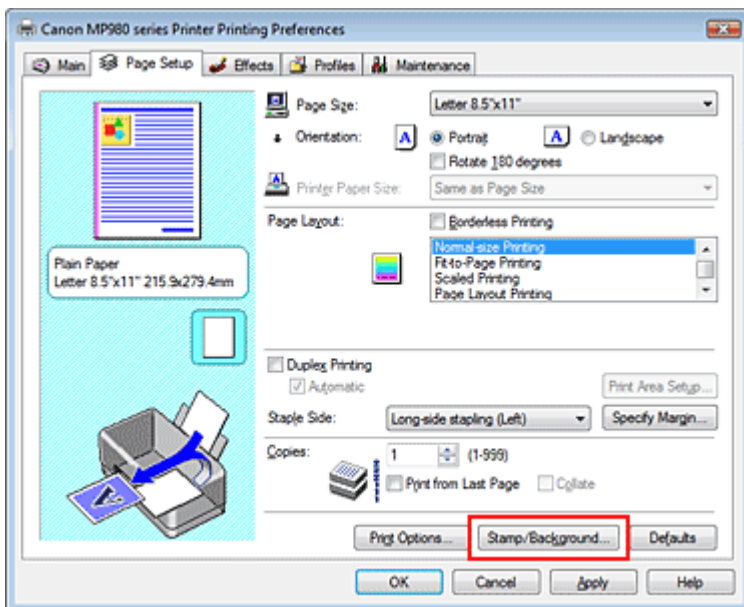 Canon MP980 series Printer Printing Preferences
Main Page Setup Effects Profiles Maintenance
Page Size: Letter 8.5"x11"
Orientation: A Portrait A Landscape
Rotate 180 degrees
Printer Paper Size: Same as Page Size
Page Layout: Borderless Printing
Normal-size Printing
Fit-to-Page Printing
Scaled Printing
Page Layout Printing
Plain Paper
Letter 8.5"x11" 215.9x279.4mm
Duplex Printing
Automatic Print Area Setup...
Staple Side: Long-side stapling (Left) Specify Margin...
Copies: 1 (1-999)
Print from Last Page Collate
Print Options... Stamp/Background... Defaults
OK Cancel Apply Help